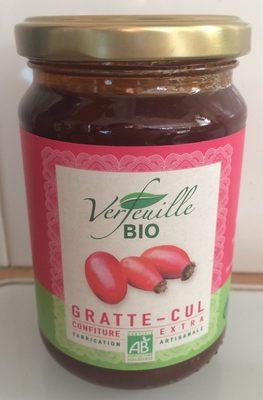 Verfeuille
BIO
GRATTE-CUL
CONFITURE EXTRA
FABRICATION ARTISANALE
AB